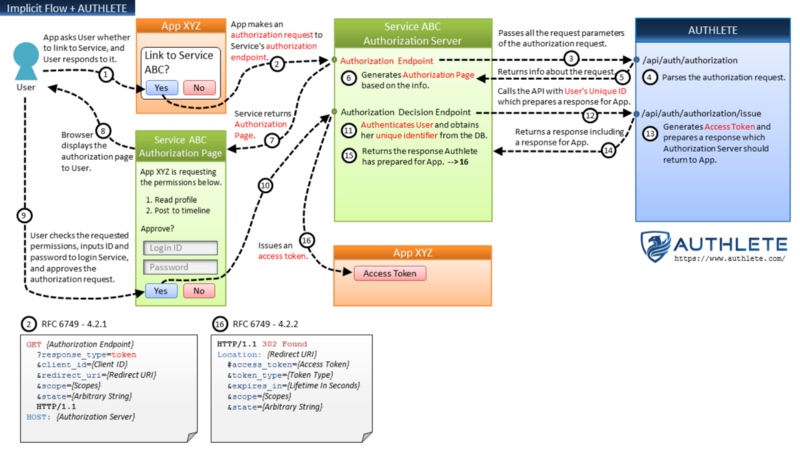 Implicit Flow + AUTHLETE
App asks User whether
to link to Service, and
User responds to it.
1
User
App XYZ
Link to Service
ABC?
Yes
No
App makes an
authorization request to
Service's authorization
endpoint.
2
Service ABC
Authorization Server
Authorization Endpoint
6
Generates Authorization Page
based on the info.
Authorization Decision Endpoint
11
Authenticates User and obtains
her unique identifier from the DB.
15
Returns the response Authlete
has prepared for App. --> 16
Passes all the request parameters
of the authorization request.
3
Returns info about the request.
5
Calls the API with User's Unique ID
which prepares a response for App.
12
Returns a response including
a response for App.
14
AUTHLETE
/api/auth/authorization
4
Parses the authorization request.
/api/auth/authorization/issue
13
Generates Access Token and
prepares a response which
Authorization Server should
return to App.
AUTHLETE
https://www.authlete.com/
Service returns
Authorization
Page.
7
8
Browser
displays the
authorization page
to User.
Service ABC
Authorization Page
App XYZ is requesting
the permissions below.
1. Read profile
2. Post to timeline
Approve?
Login ID
Password
Yes
No
9
User checks the requested
permissions, inputs ID and
password to login Service,
and approves the
authorization request.
10
Issues an
access token.
16
App XYZ
Access Token
2
RFC 6749 - 4.2.1
GET {Authorization Endpoint}
?response_type=token
&client_id={Client ID}
&redirect_uri={Redirect URI}
&scope={Scopes}
&state={Arbitrary String}
HTTP/1.1
HOST: {Authorization Server}
16
RFC 6749 - 4.2.2
HTTP/1.1 302 Found
Location: {Redirect URI}
#access_token={Access Token}
&token_type={Token Type}
&expires_in={Lifetime In Seconds}
&scope={Scopes}
&state={Arbitrary String}